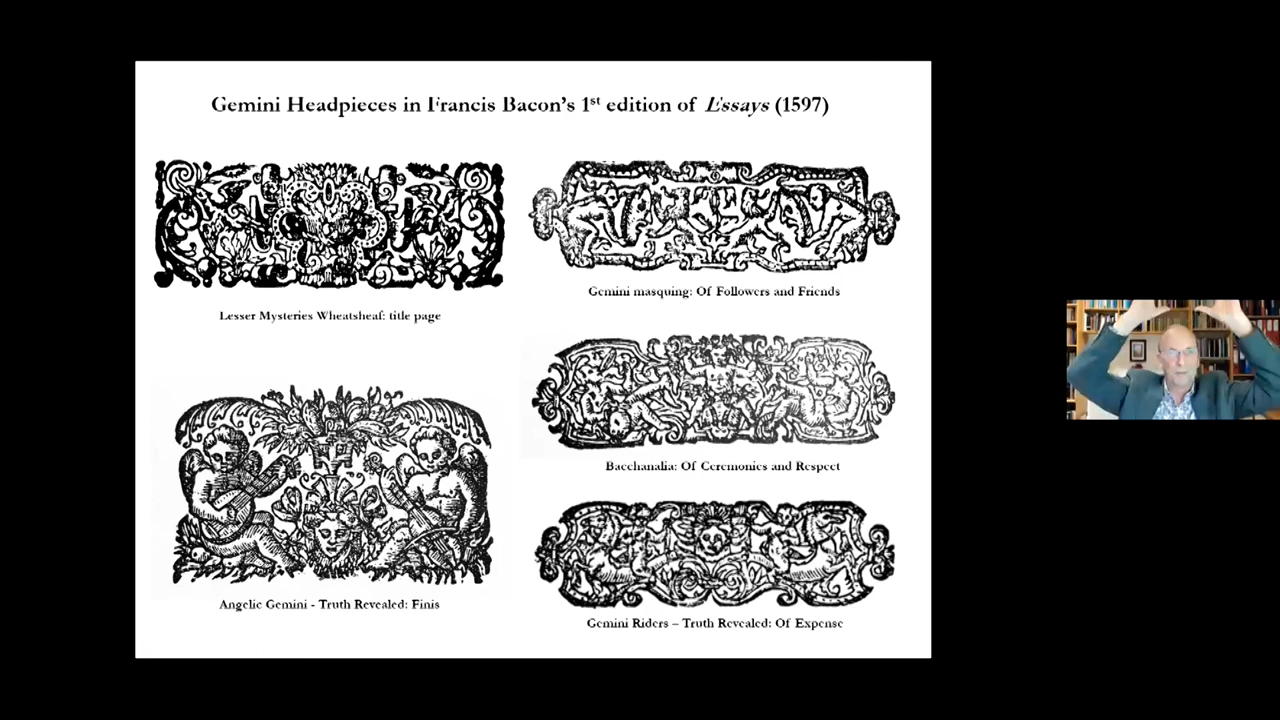 Gemini Headpieces in Francis Bacon's 1st edition of Essays (1597)
Lesser Mysteries Wheatsheaf: title page
Gemini masquing: Of Followers and Friends
Bacchanalia: Of Ceremonies and Respect
Angelic Gemini - Truth Revealed: Finis
Gemini Riders – Truth Revealed: Of Expense